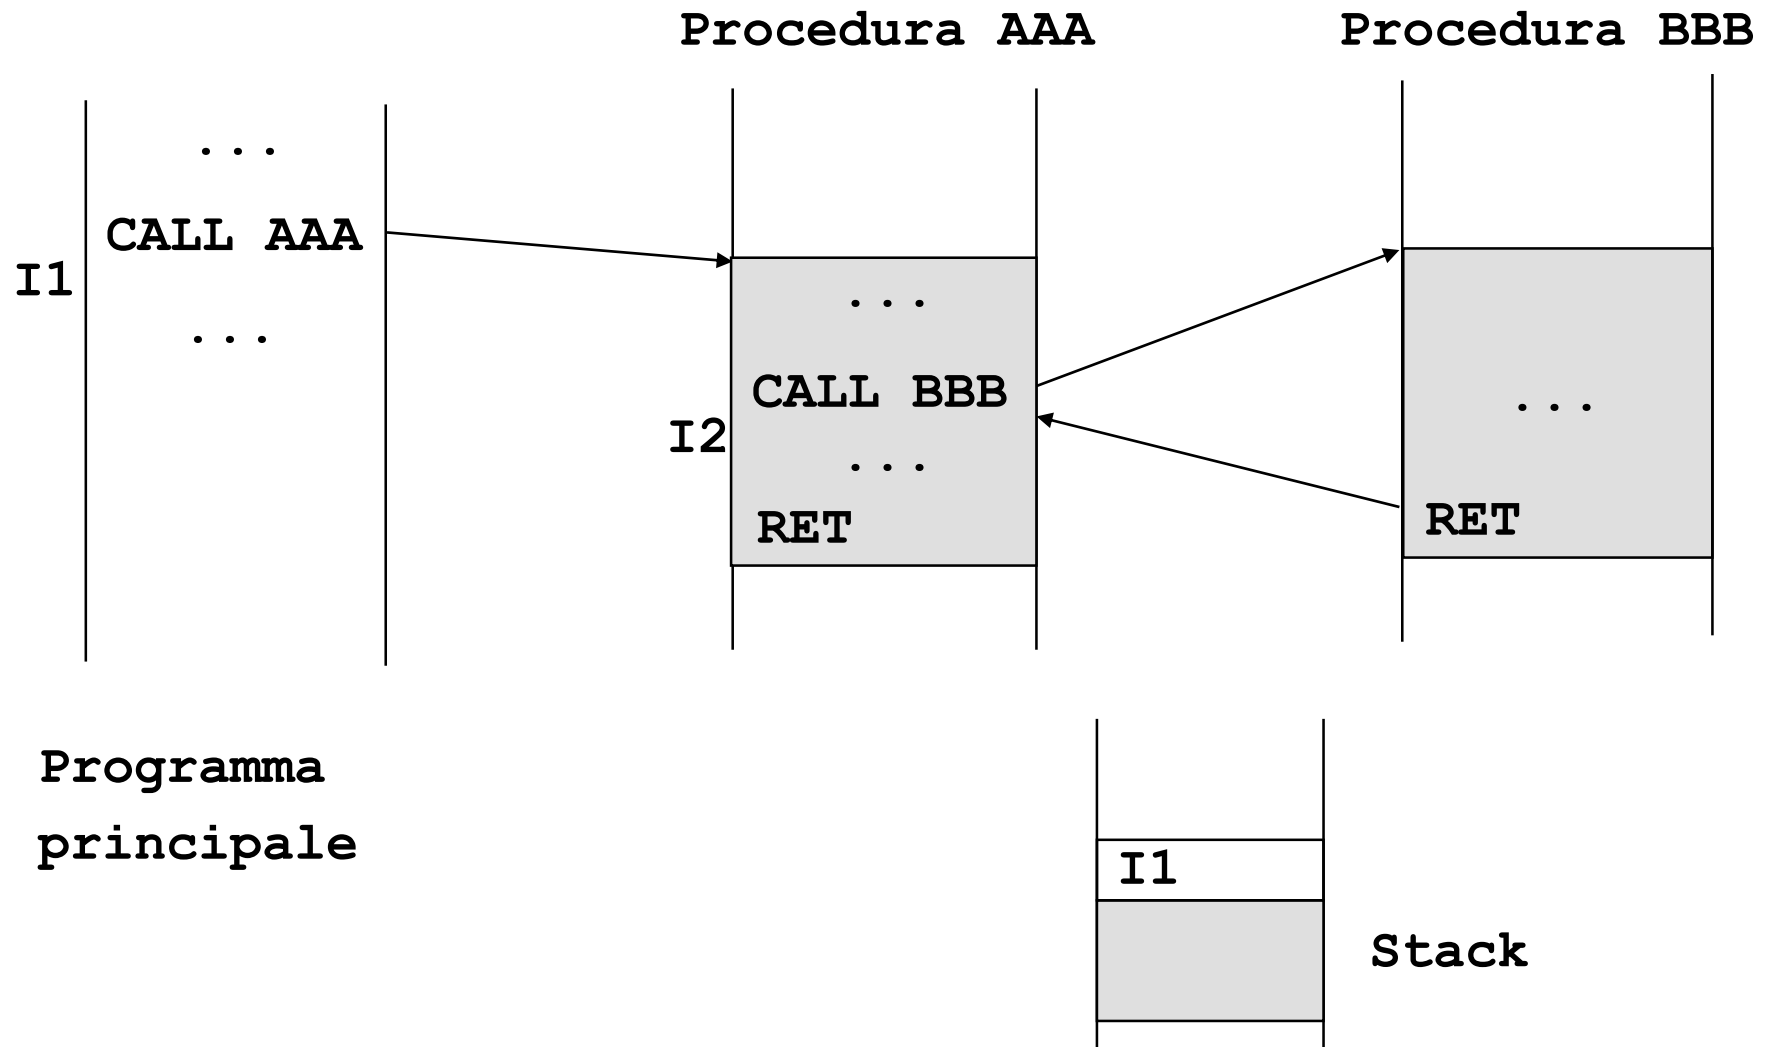 Procedura AAA
Procedura BBB
...
CALL AAA
I1
...
...
CALL BBB
I2
...
RET
...
RET
Programma
principale
I1
Stack